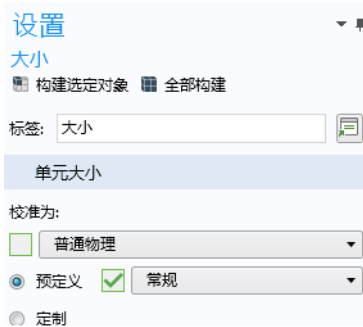 设置
大小
构建选定对象 全部构建
标签: 大小
单元大小
校准为:
普通物理
预定义 常规
定制